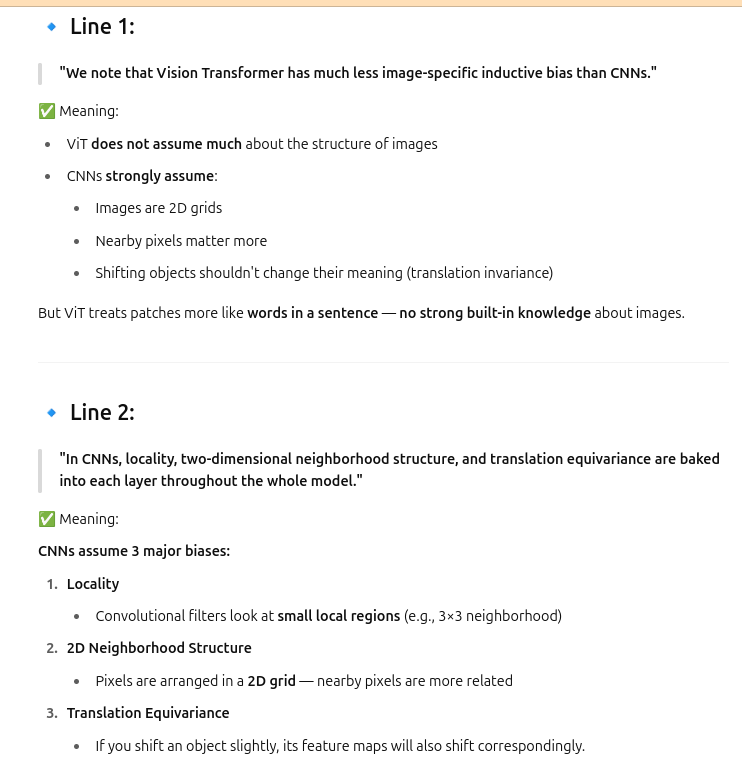 🔹 Line 1:
"We note that Vision Transformer has much less image-specific inductive bias than CNNs."
✅ Meaning:
• ViT does not assume much about the structure of images
• CNNs strongly assume:
• Images are 2D grids
• Nearby pixels matter more
• Shifting objects shouldn't change their meaning (translation invariance)
But ViT treats patches more like words in a sentence — no strong built-in knowledge about images.
🔹 Line 2:
"In CNNs, locality, two-dimensional neighborhood structure, and translation equivariance are baked
into each layer throughout the whole model."
✅ Meaning:
CNNs assume 3 major biases:
1. Locality
• Convolutional filters look at small local regions (e.g., 3×3 neighborhood)
2. 2D Neighborhood Structure
• Pixels are arranged in a 2D grid — nearby pixels are more related
3. Translation Equivariance
• If you shift an object slightly, its feature maps will also shift correspondingly.